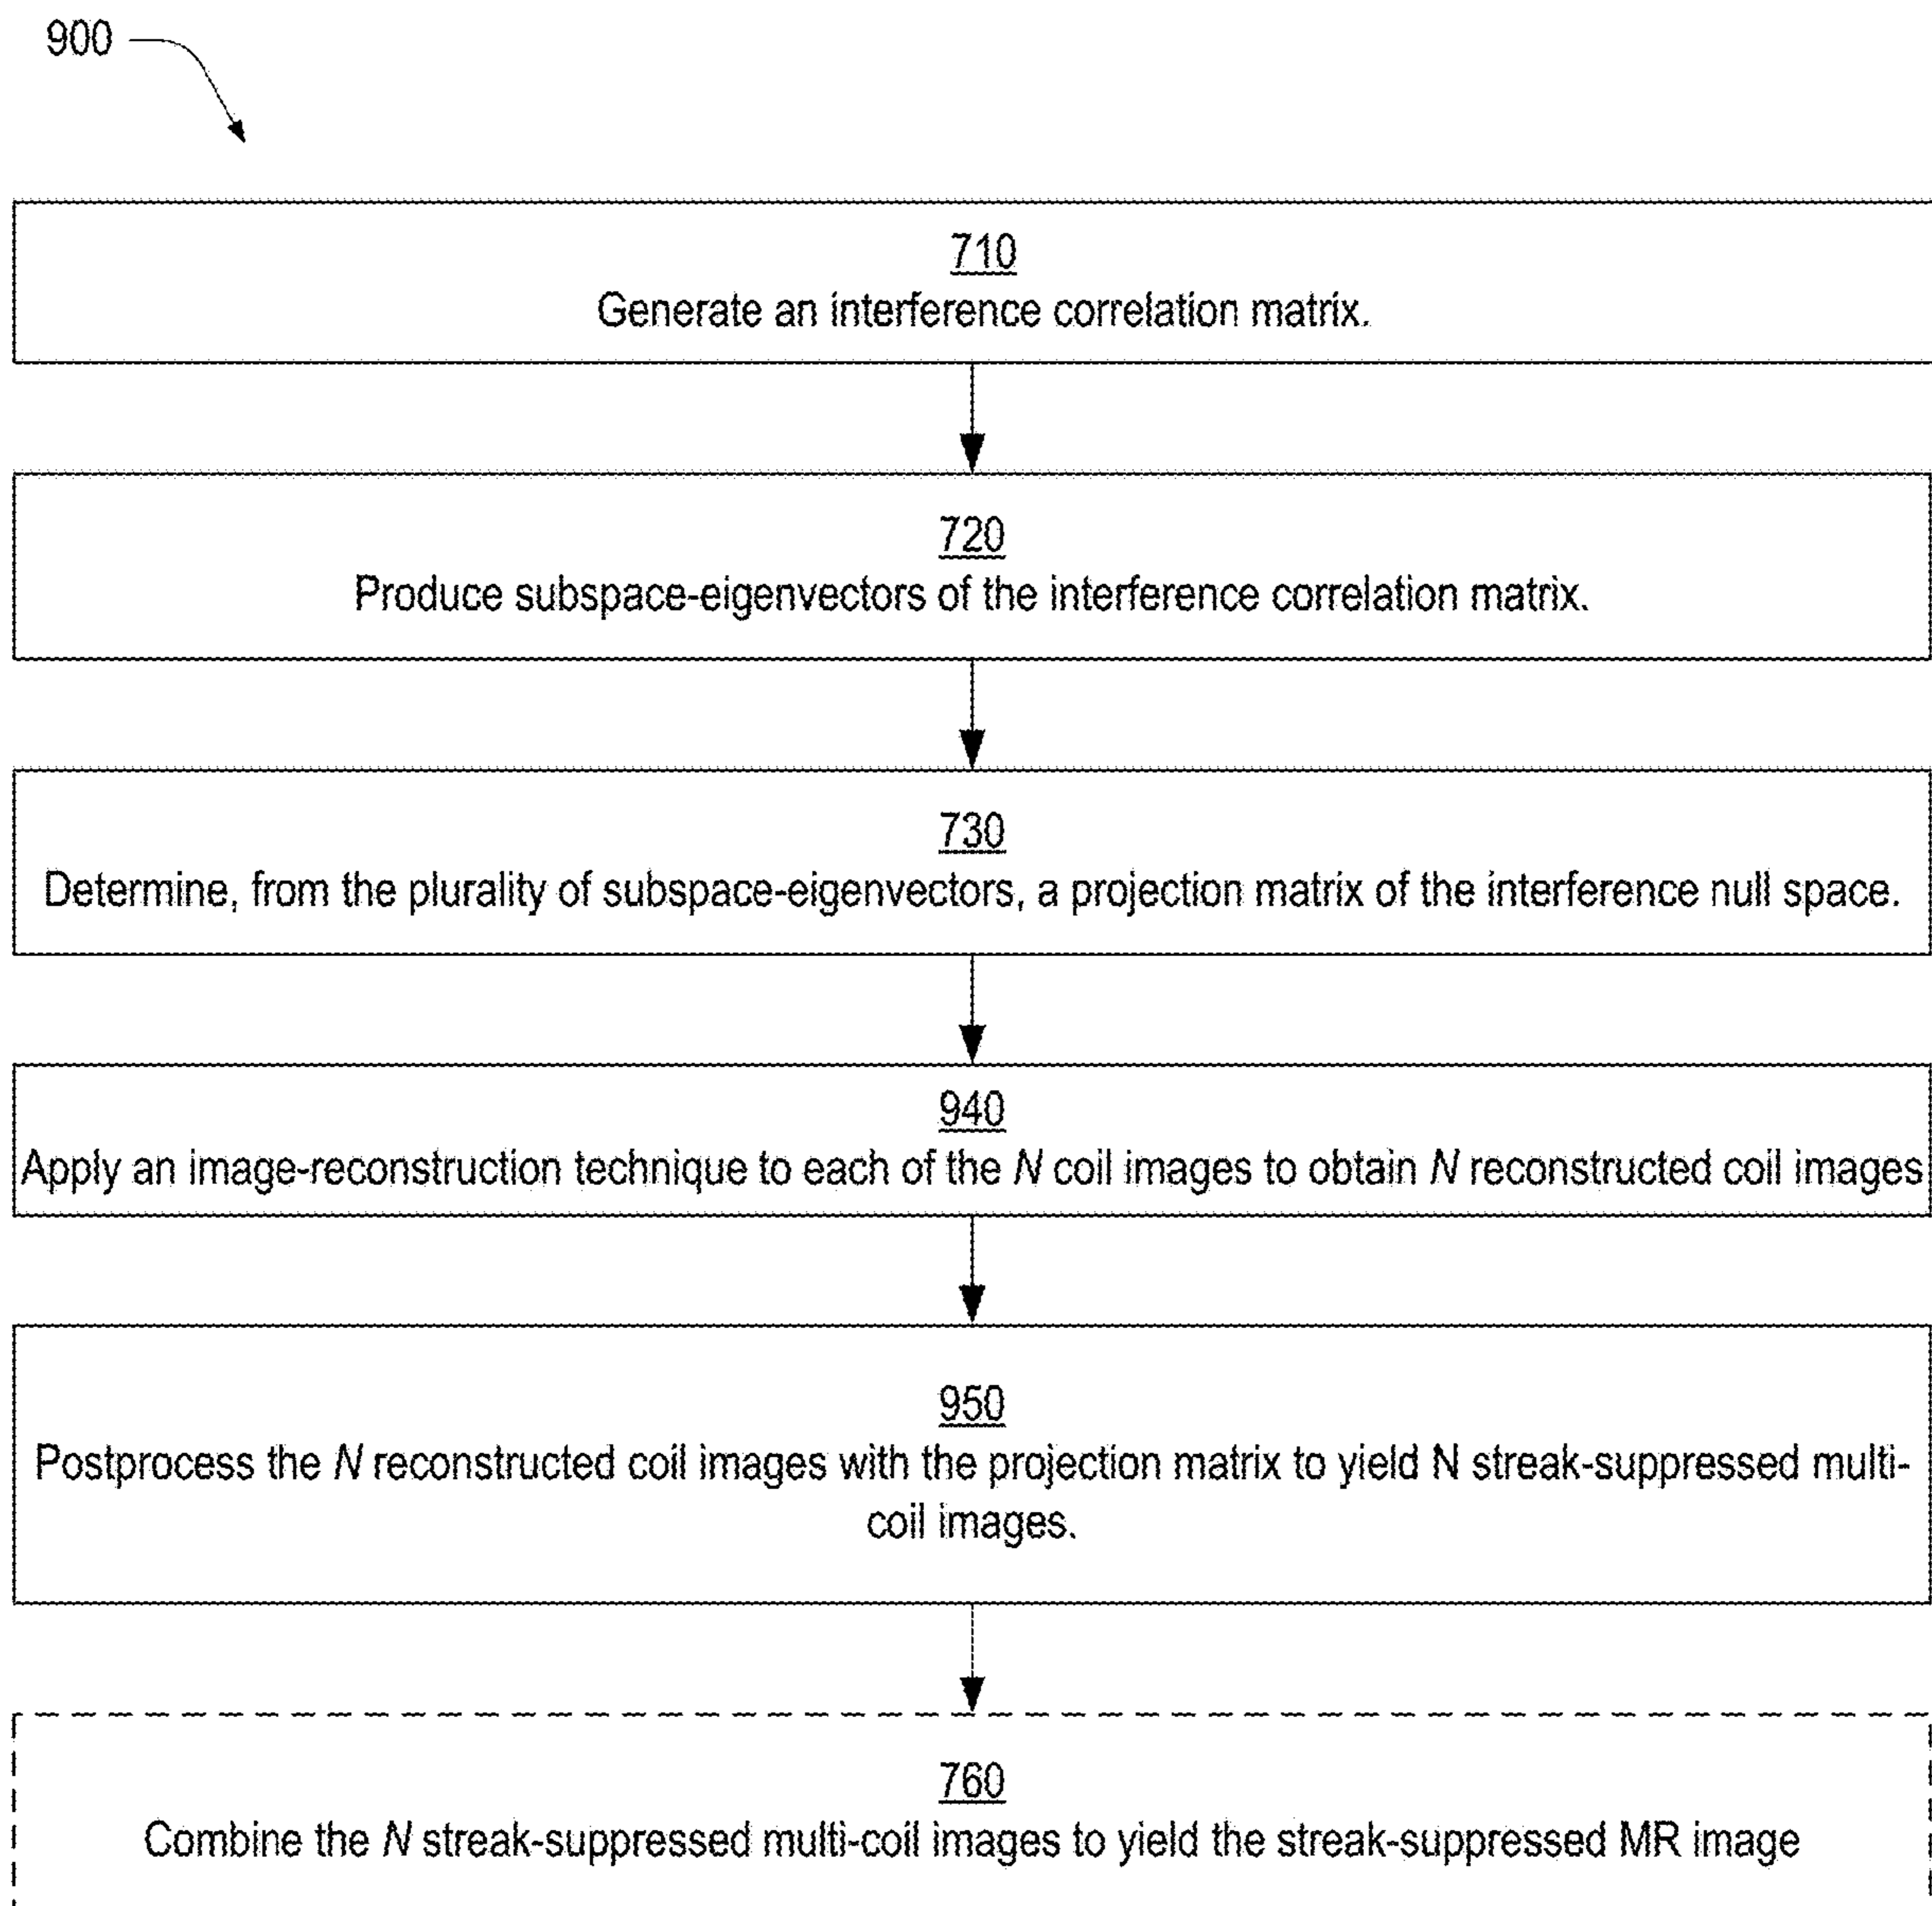 900
710
Generate an interference correlation matrix.
720
Produce subspace-eigenvectors of the interference correlation matrix.
730
Determine, from the plurality of subspace-eigenvectors, a projection matrix of the interference null space.
940
Apply an image-reconstruction technique to each of the N coil images to obtain N reconstructed coil images
950
Postprocess the N reconstructed coil images with the projection matrix to yield N streak-suppressed multi-
coil images.
760
Combine the N streak-suppressed multi-coil images to yield the streak-suppressed MR image